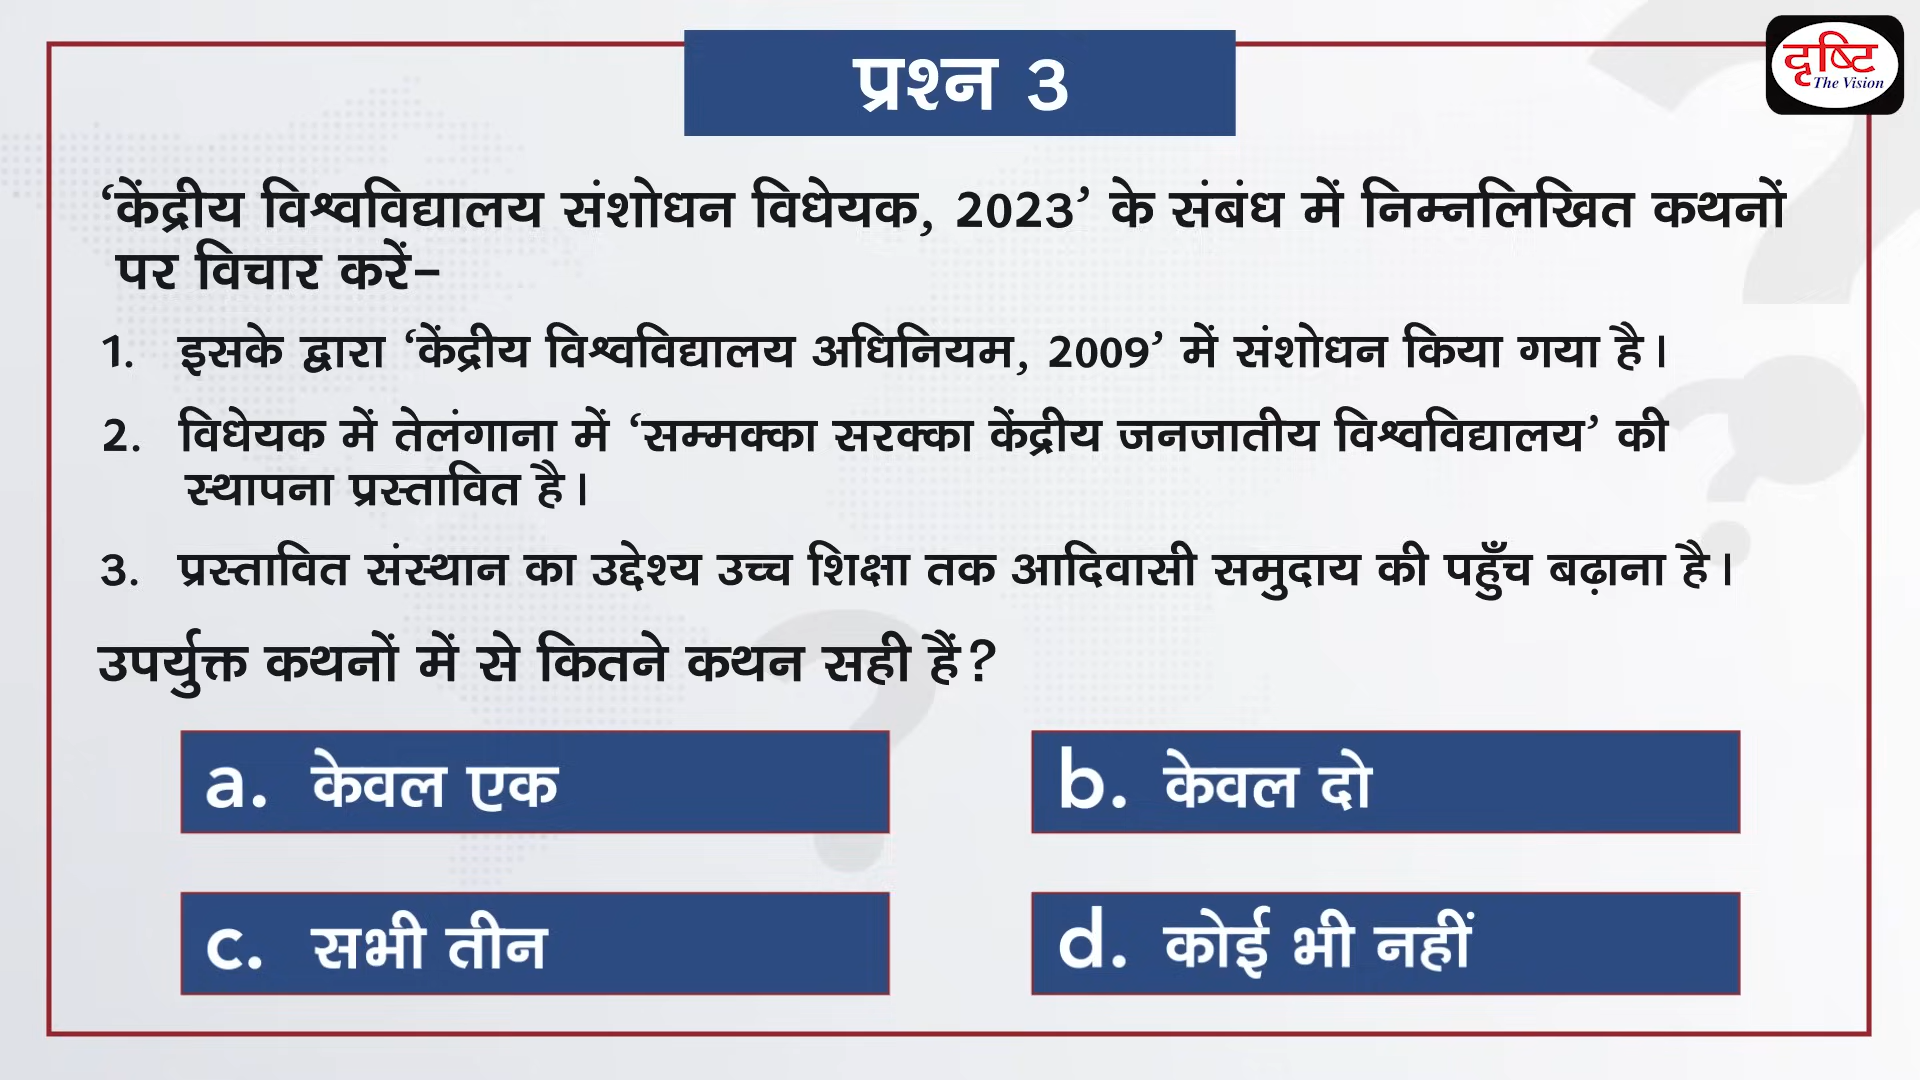 प्रश्न 3
दृष्टि
The Vision
‘केंद्रीय विश्वविद्यालय संशोधन विधेयक, 2023’ के संबंध में निम्नलिखित कथनों
पर विचार करें-
1. इसके द्वारा ‘केंद्रीय विश्वविद्यालय अधिनियम, 2009’ में संशोधन किया गया है।
2. विधेयक में तेलंगाना में ‘सम्मक्का सरक्का केंद्रीय जनजातीय विश्वविद्यालय’ की
स्थापना प्रस्तावित है।
3. प्रस्तावित संस्थान का उद्देश्य उच्च शिक्षा तक आदिवासी समुदाय की पहुँच बढ़ाना है।
उपर्युक्त कथनों में से कितने कथन सही हैं?
a. केवल एक
b. केवल दो
c. सभी तीन
d. कोई भी नहीं